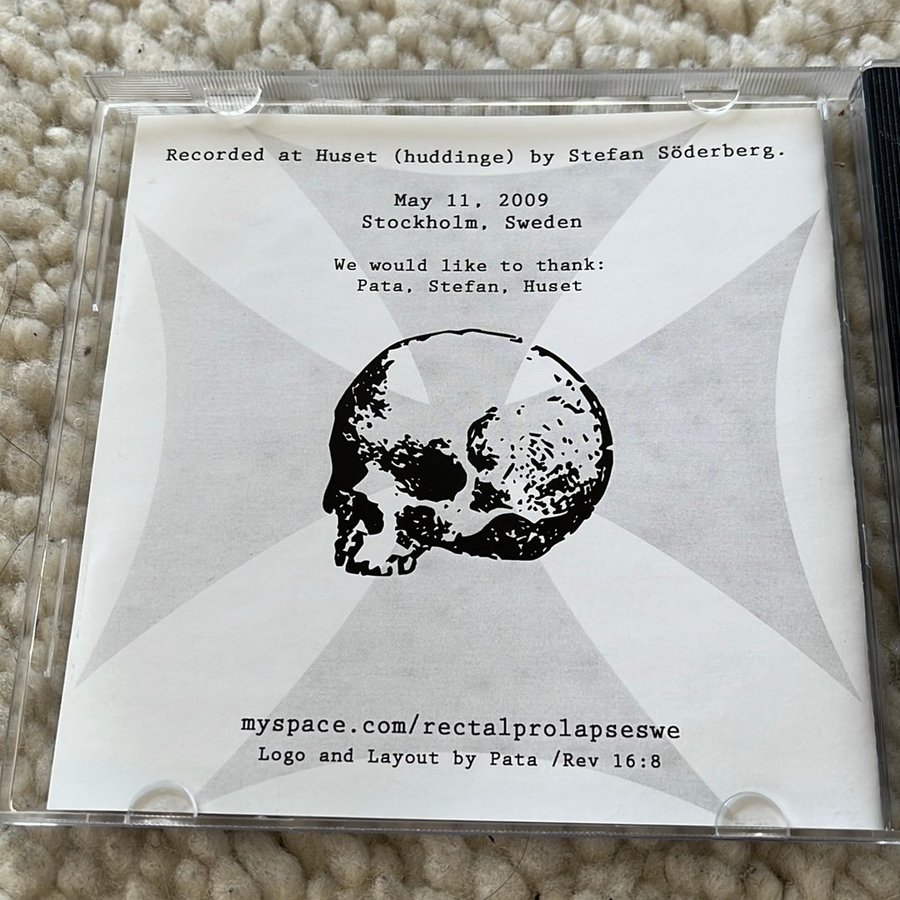 Recorded at Huset (huddinge) by Stefan Söderberg.
May 11, 2009
Stockholm, Sweden
We would like to thank:
Pata, Stefan, Huset
myspace.com/rectalprolapseswe
Logo and Layout by Pata /Rev 16:8